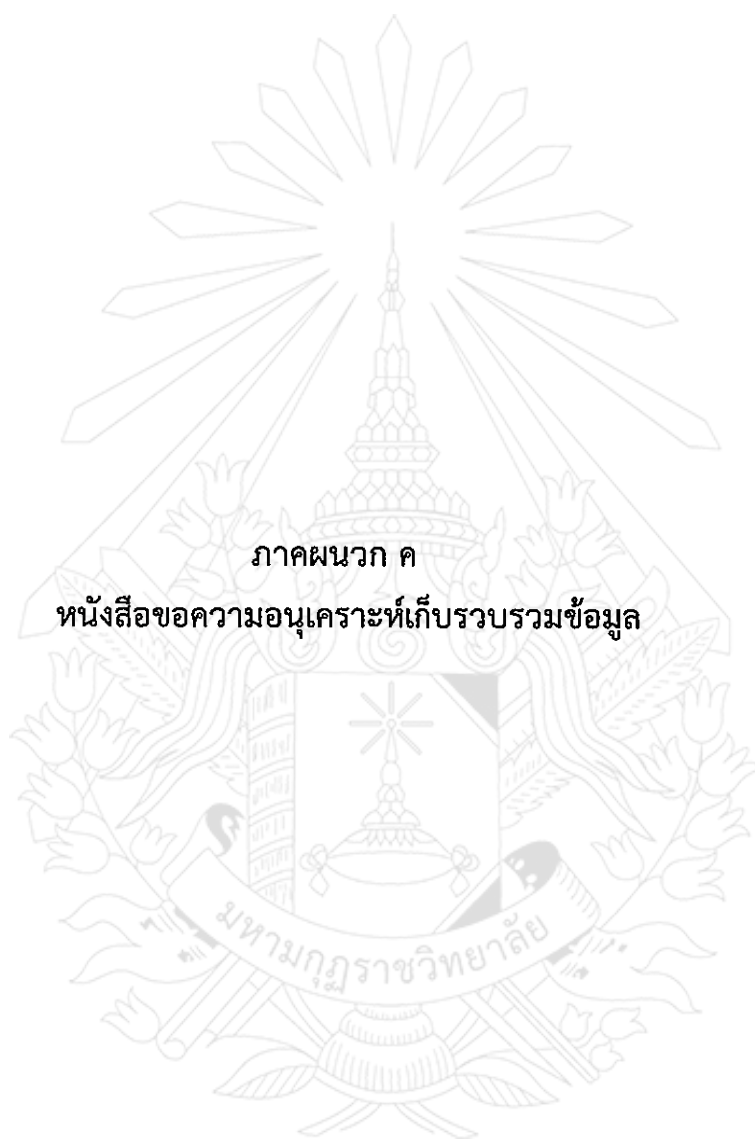 ภาคผนวก ค
หนังสือขอความอนุเคราะห์เก็บรวบรวมข้อมูล
มหามกุฏราชวิทยาลัย